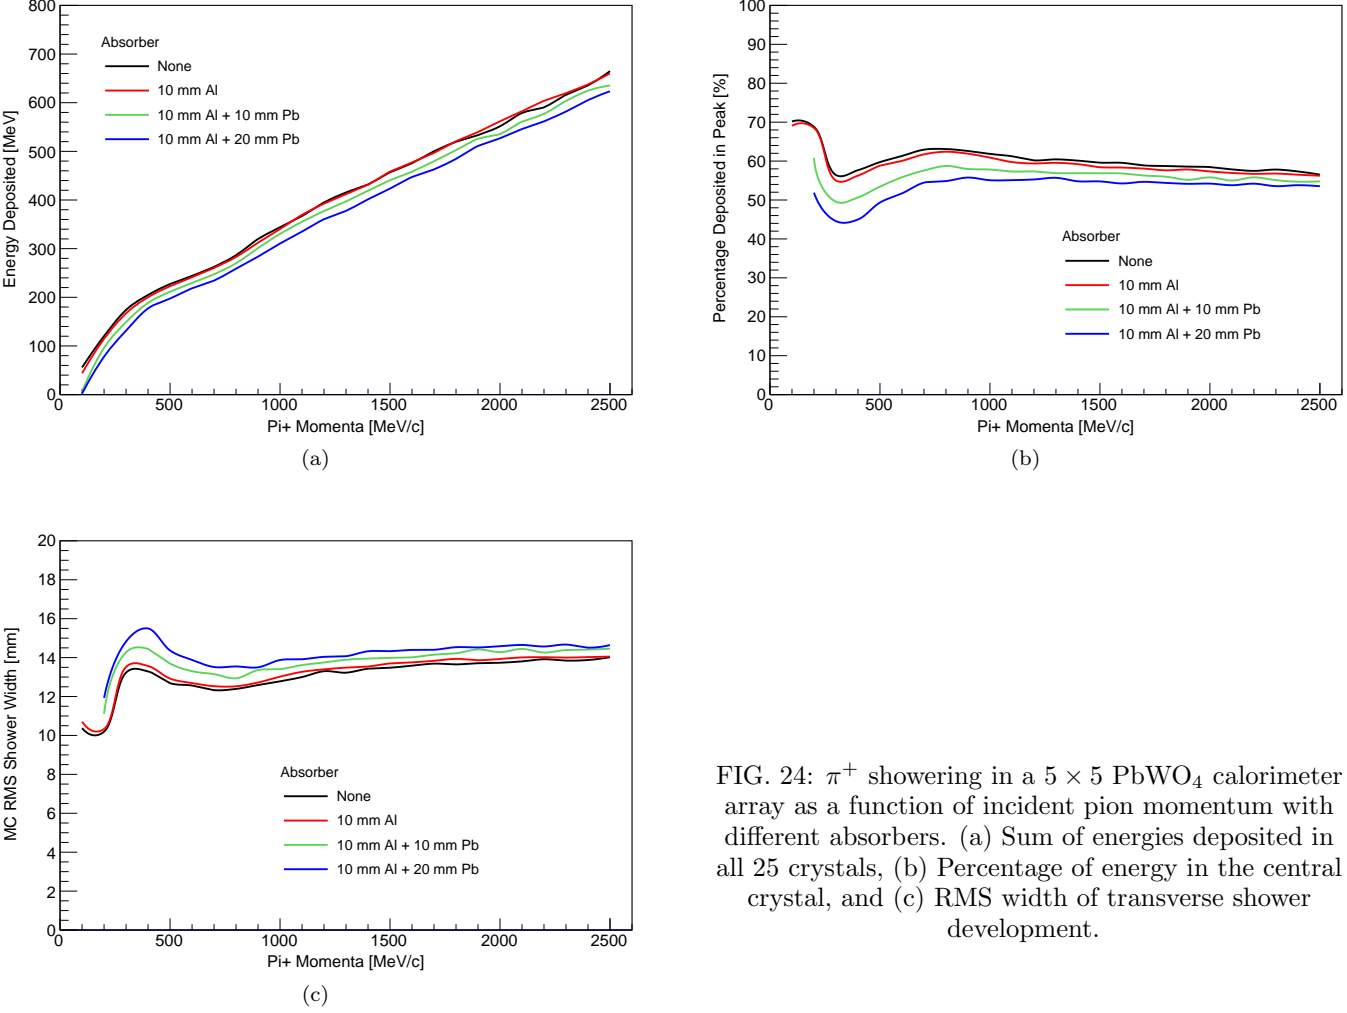 800
700
600
500
400
300
200
100
0
Energy Deposited [MeV]
Absorber
None
10 mm Al
10 mm Al + 10 mm Pb
10 mm Al + 20 mm Pb
0 500 1000 1500 2000 2500
Pi+ Momenta [MeV/c]
(a)
100
90
80
70
60
50
40
30
20
10
0
Percentage Deposited in Peak [%]
Absorber
None
10 mm Al
10 mm Al + 10 mm Pb
10 mm Al + 20 mm Pb
0 500 1000 1500 2000 2500
Pi+ Momenta [MeV/c]
(b)
20
18
16
14
12
10
8
6
4
2
0
MC RMS Shower Width [mm]
Absorber
None
10 mm Al
10 mm Al + 10 mm Pb
10 mm Al + 20 mm Pb
0 500 1000 1500 2000 2500
Pi+ Momenta [MeV/c]
(c)
FIG. 24: π⁺ showering in a 5 × 5 PbWO₄ calorimeter
array as a function of incident pion momentum with
different absorbers. (a) Sum of energies deposited in
all 25 crystals, (b) Percentage of energy in the central
crystal, and (c) RMS width of transverse shower
development.